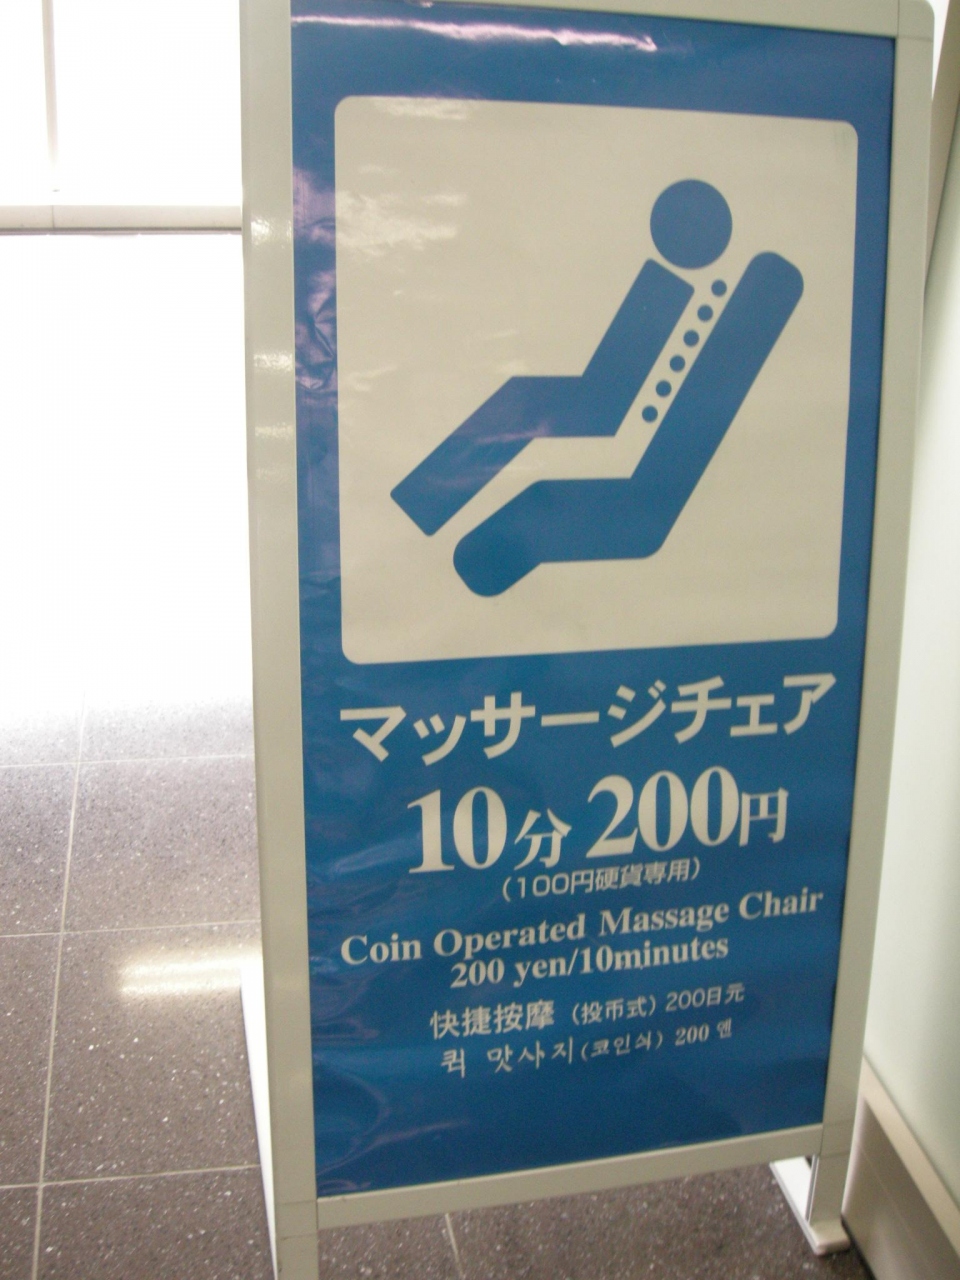 マッサージチェア
10分 200円
（100円硬貨専用）
Coin Operated Massage Chair
200 yen/10minutes
快捷按摩（投币式）200日元
퀵 맛사지(코인식) 200 엔